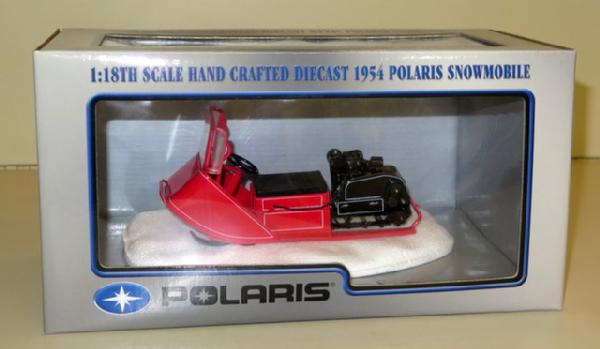 1:18TH SCALE HAND CRAFTED DIECAST 1954 POLARIS SNOWMOBILE
POLARIS®